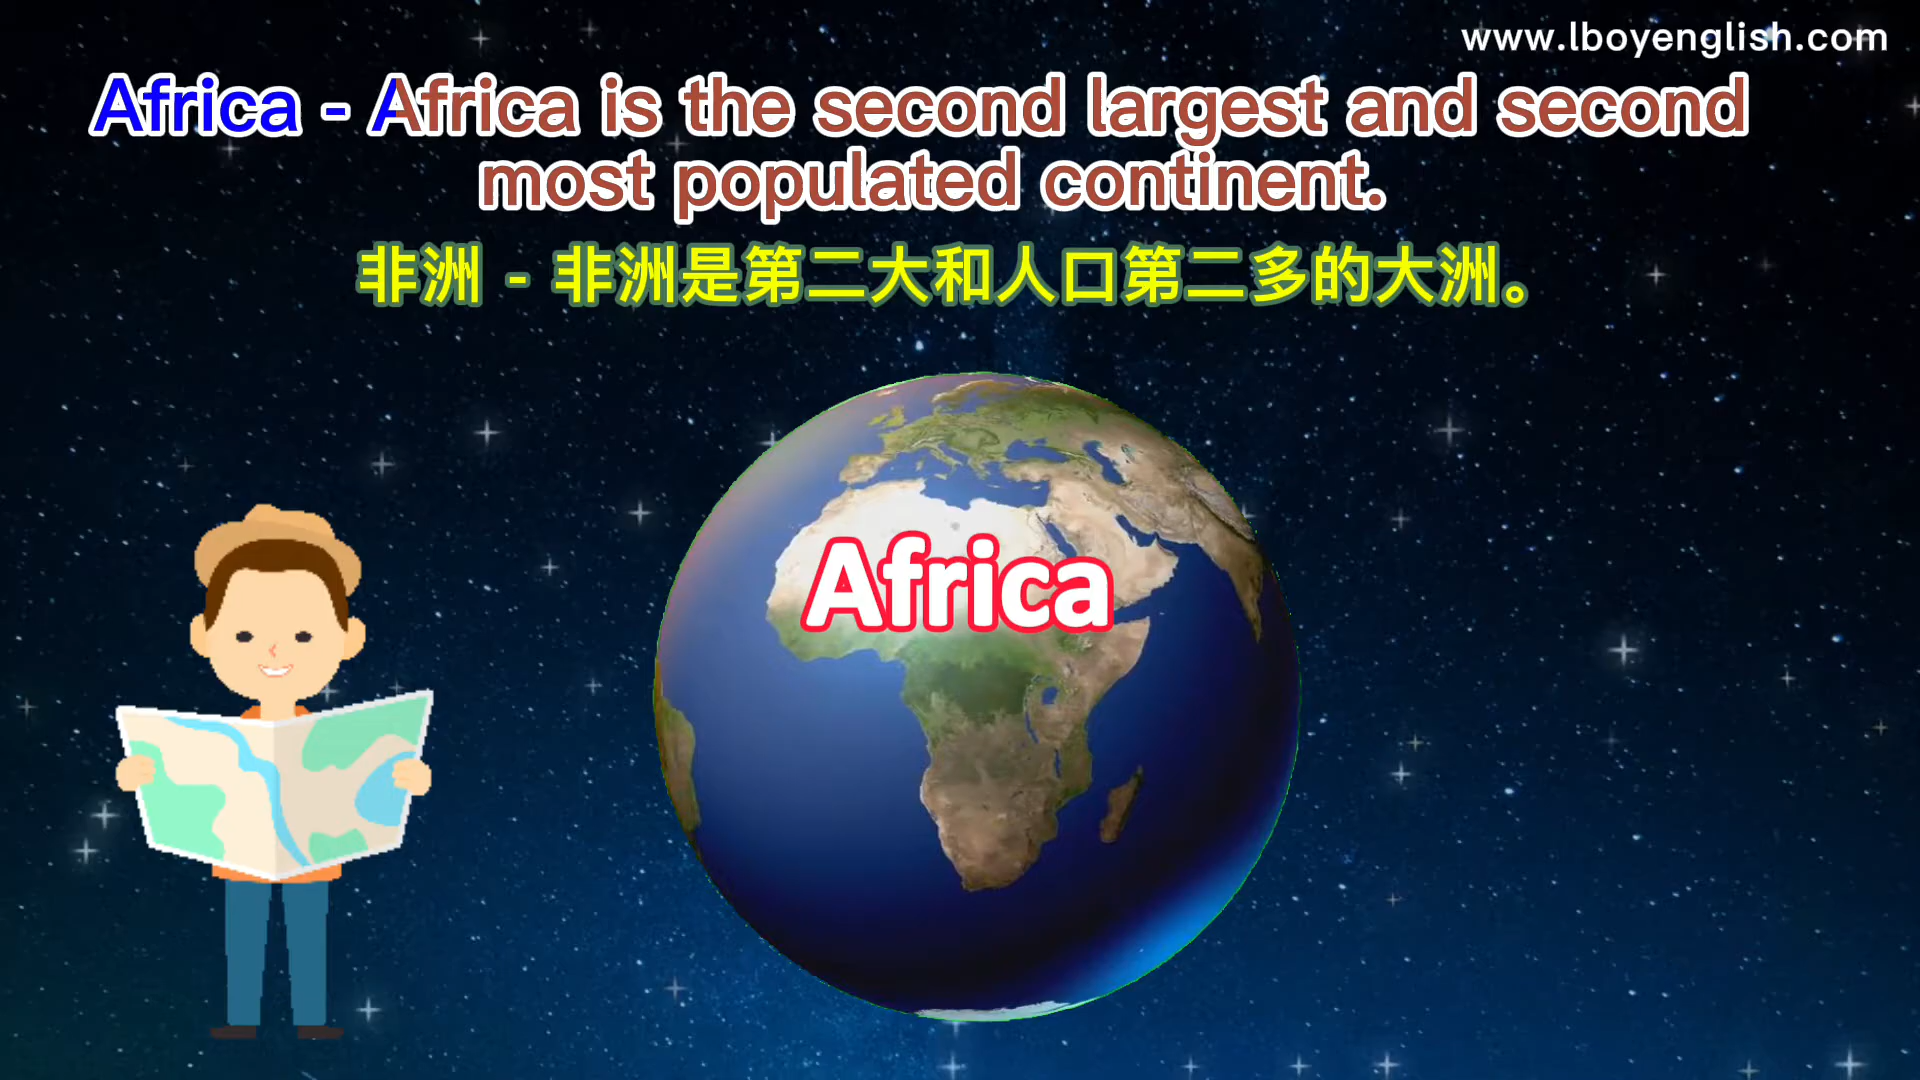 www.lboyenglish.com
Africa - Africa is the second largest and second
most populated continent.
非洲 - 非洲是第二大和人口第二多的大洲。
Africa